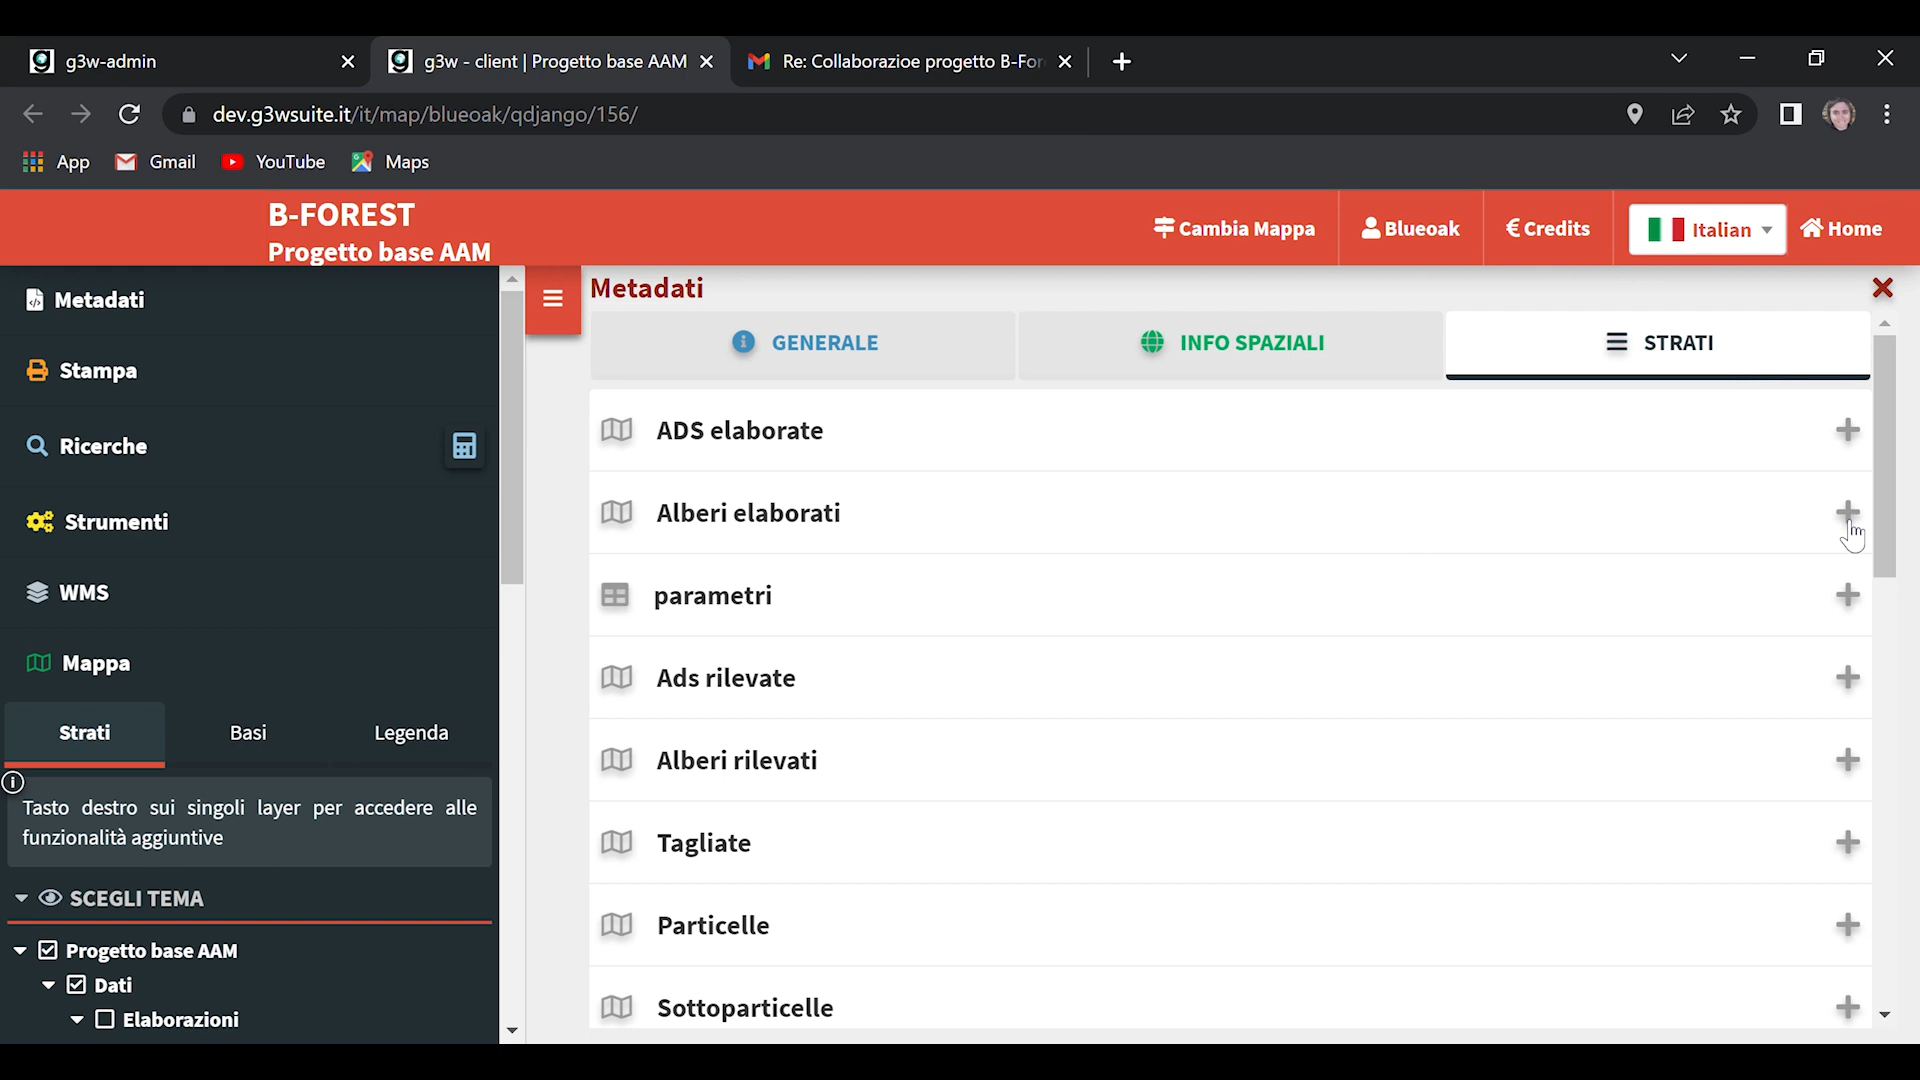 g3w-admin
g3w - client | Progetto base AAM
Re: Collaborazioe progetto B-For
dev.g3wsuite.it/it/map/blueoak/qdjango/156/
App
Gmail
YouTube
Maps
B-FOREST
Progetto base AAM
Cambia Mappa
Blueoak
€ Credits
Italian
Home
Metadati
Stampa
Ricerche
Strumenti
WMS
Mappa
Strati
Basi
Legenda
Tasto destro sui singoli layer per accedere alle
funzionalità aggiuntive
SCEGLI TEMA
Progetto base AAM
Dati
Elaborazioni
Metadati
GENERALE
INFO SPAZIALI
STRATI
ADS elaborate
Alberi elaborati
parametri
Ads rilevate
Alberi rilevati
Tagliate
Particelle
Sottoparticelle